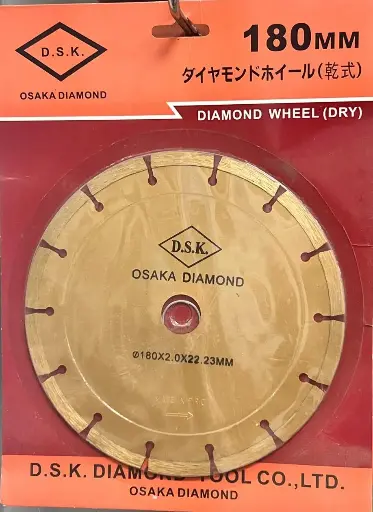 D.S.K.
OSAKA DIAMOND
180MM
ダイヤモンドホイール(乾式)
DIAMOND WHEEL (DRY)
D.S.K.
OSAKA DIAMOND
Ø180X2.0X22.23MM
D.S.K. DIAMOND TOOL CO.,LTD.
OSAKA DIAMOND